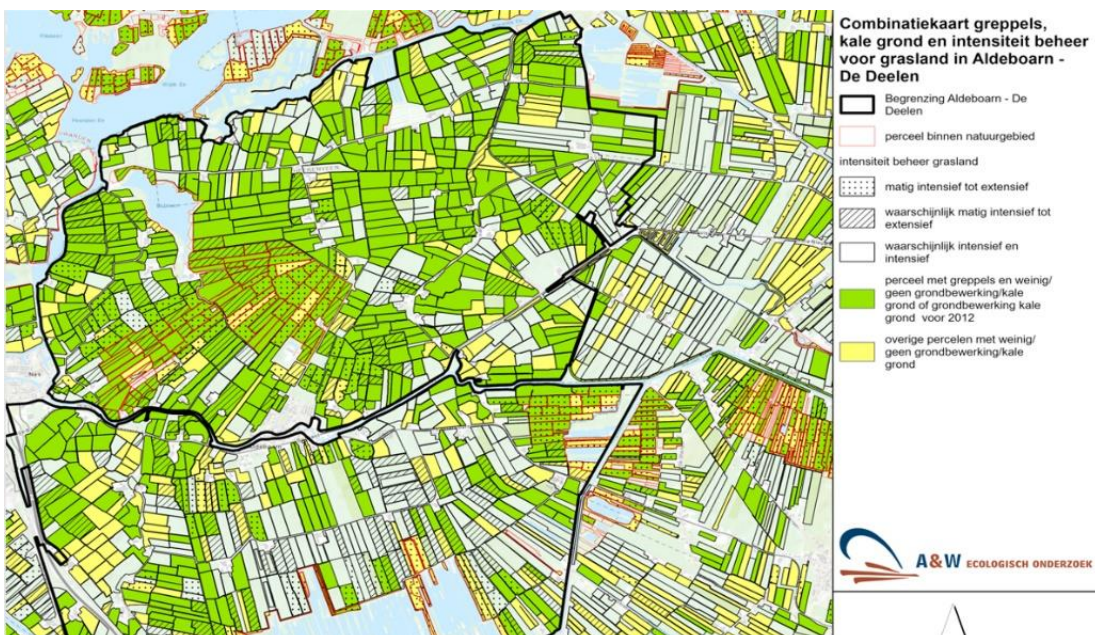 Combinatiekaart greppels,
kale grond en intensiteit beheer
voor grasland in Aldeboarn -
De Deelen
Begrenzing Aldeboarn - De
Deelen
perceel binnen natuurgebied
intensiteit beheer grasland
matig intensief tot extensief
waarschijnlijk matig intensief tot
extensief
waarschijnlijk intensief en
intensief
perceel met greppels en weinig/
geen grondbewerking/kale
grond of grondbewerking kale
grond voor 2012
overige percelen met weinig/
geen grondbewerking/kale
grond
A&W ECOLOGISCH ONDERZOEK